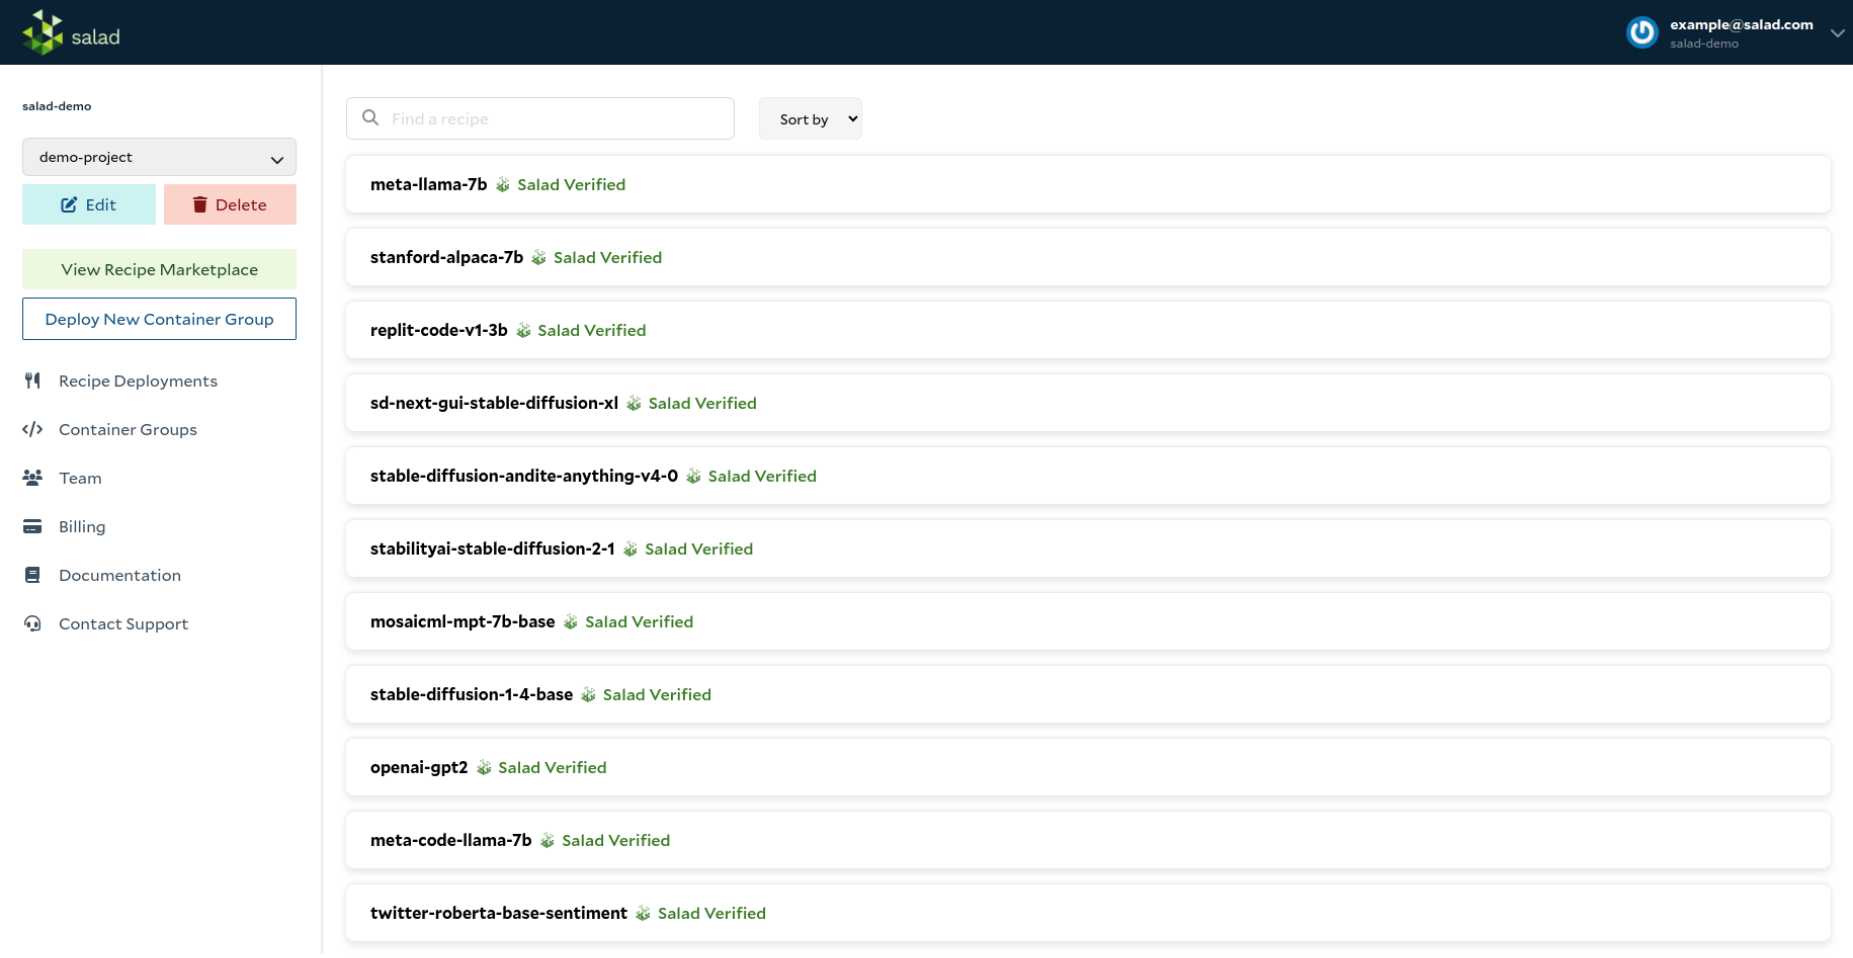 salad
example@salad.com
salad-demo
salad-demo
demo-project
Edit
Delete
View Recipe Marketplace
Deploy New Container Group
Recipe Deployments
Container Groups
Team
Billing
Documentation
Contact Support
Find a recipe
Sort by
meta-llama-7b Salad Verified
stanford-alpaca-7b Salad Verified
replit-code-v1-3b Salad Verified
sd-next-gui-stable-diffusion-xl Salad Verified
stable-diffusion-andite-anything-v4-0 Salad Verified
stabilityai-stable-diffusion-2-1 Salad Verified
mosaicml-mpt-7b-base Salad Verified
stable-diffusion-1-4-base Salad Verified
openai-gpt2 Salad Verified
meta-code-llama-7b Salad Verified
twitter-roberta-base-sentiment Salad Verified